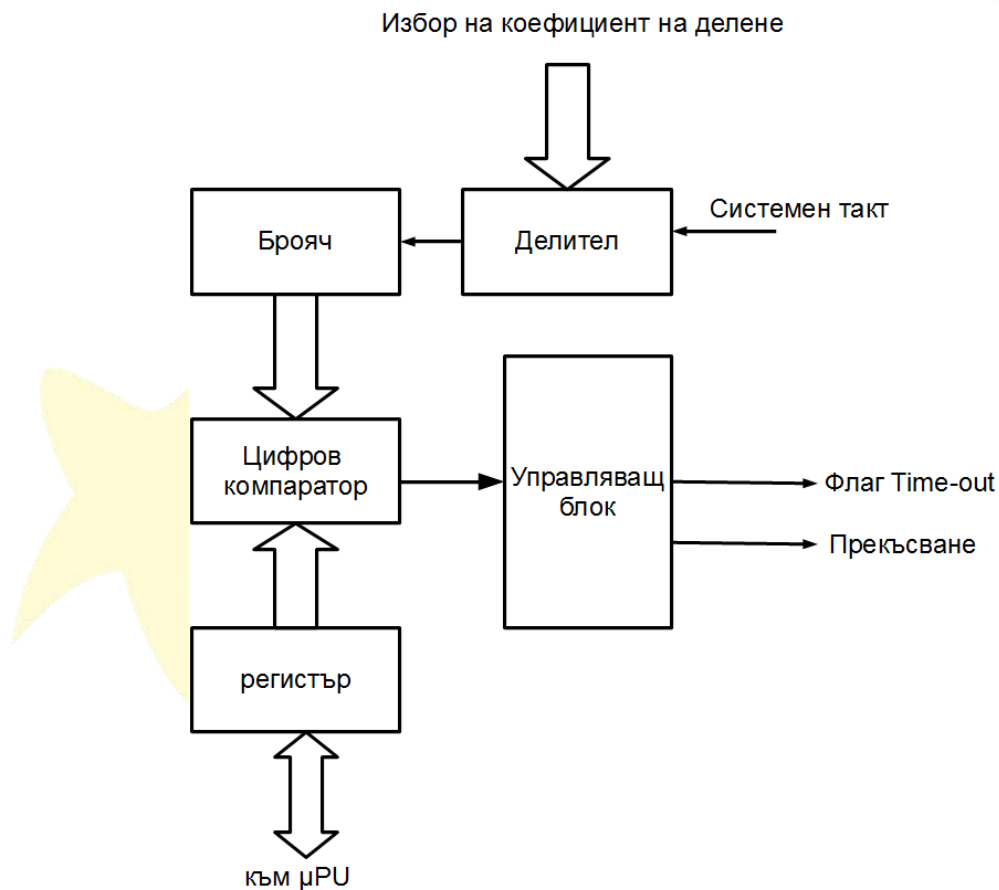 Избор на коефициент на делене
Системен такт
Брояч
Делител
Цифров
компаратор
Управляващ
блок
Флаг Time-out
Прекъсване
регистър
към μPU